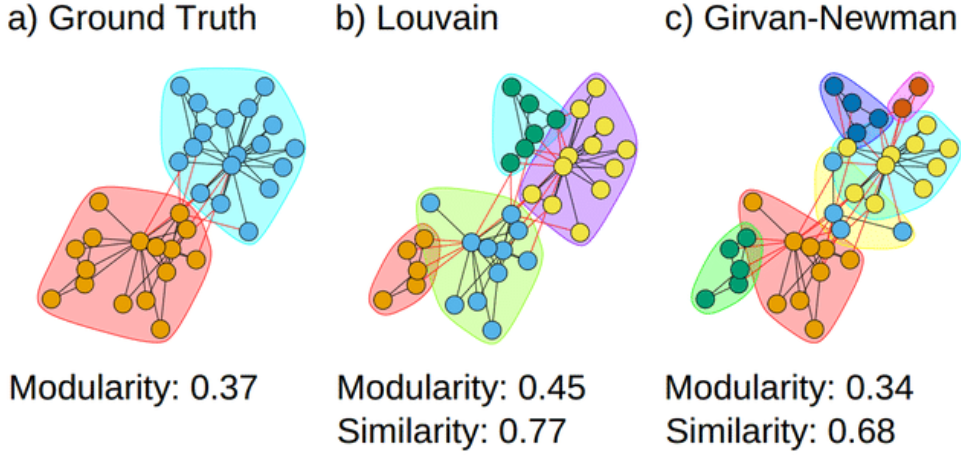 a) Ground Truth
b) Louvain
c) Girvan-Newman
Modularity: 0.37
Modularity: 0.45
Modularity: 0.34
Similarity: 0.77
Similarity: 0.68